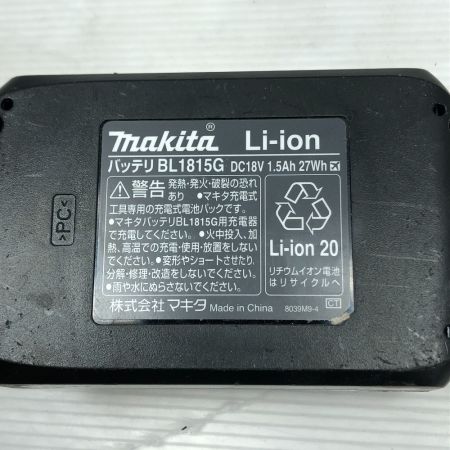 >PC<
makita® Li-ion
バッテリ BL1815G DC18V 1.5Ah 27Wh
警告 発熱・発火・破裂の恐れ
あり ●マキタ充電式
工具専用の充電式電池パックです。
●マキタバッテリBL1815G用充電器
で充電してください。●火中投入、加
熱、高温での充電・使用・放置をしない
でください。●変形やショートさせたり、
分解・修理・改造をしないでください。
●雨や水にぬらさないでください。
Li-ion 20
リチウムイオン電池
はリサイクルへ
株式会社 マキタ Made in China 8039M9-4 CT